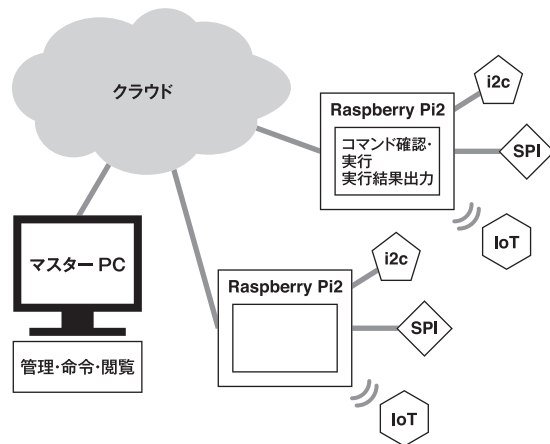 クラウド
Raspberry Pi2
コマンド確認・
実行
実行結果出力
i2c
SPI
IoT
マスターPC
管理・命令・閲覧
Raspberry Pi2
i2c
SPI
IoT